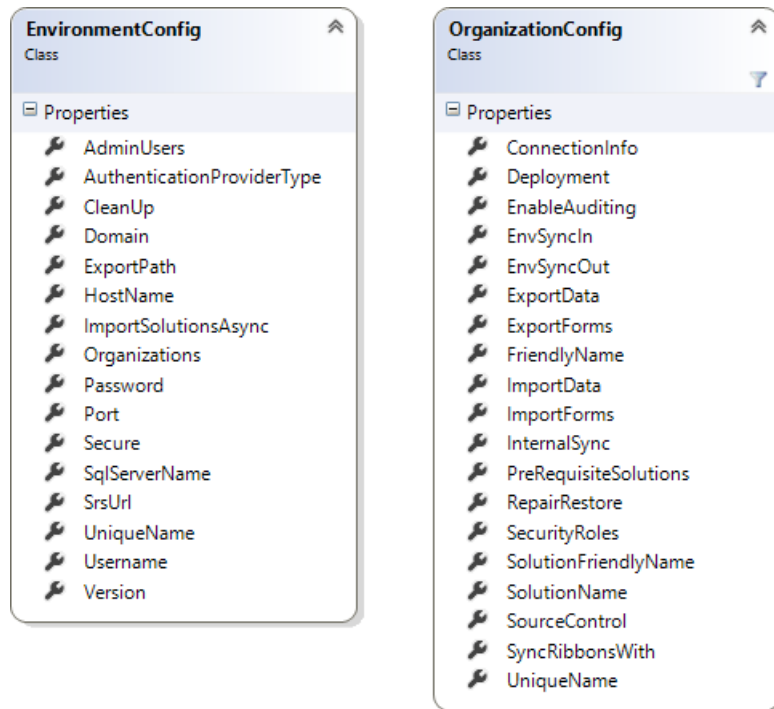 EnvironmentConfig
Class
Properties
AdminUsers
AuthenticationProviderType
CleanUp
Domain
ExportPath
HostName
ImportSolutionsAsync
Organizations
Password
Port
Secure
SqlServerName
SrsUrl
UniqueName
Username
Version
OrganizationConfig
Class
Properties
ConnectionInfo
Deployment
EnableAuditing
EnvSyncIn
EnvSyncOut
ExportData
ExportForms
FriendlyName
ImportData
ImportForms
InternalSync
PreRequisiteSolutions
RepairRestore
SecurityRoles
SolutionFriendlyName
SolutionName
SourceControl
SyncRibbonsWith
UniqueName